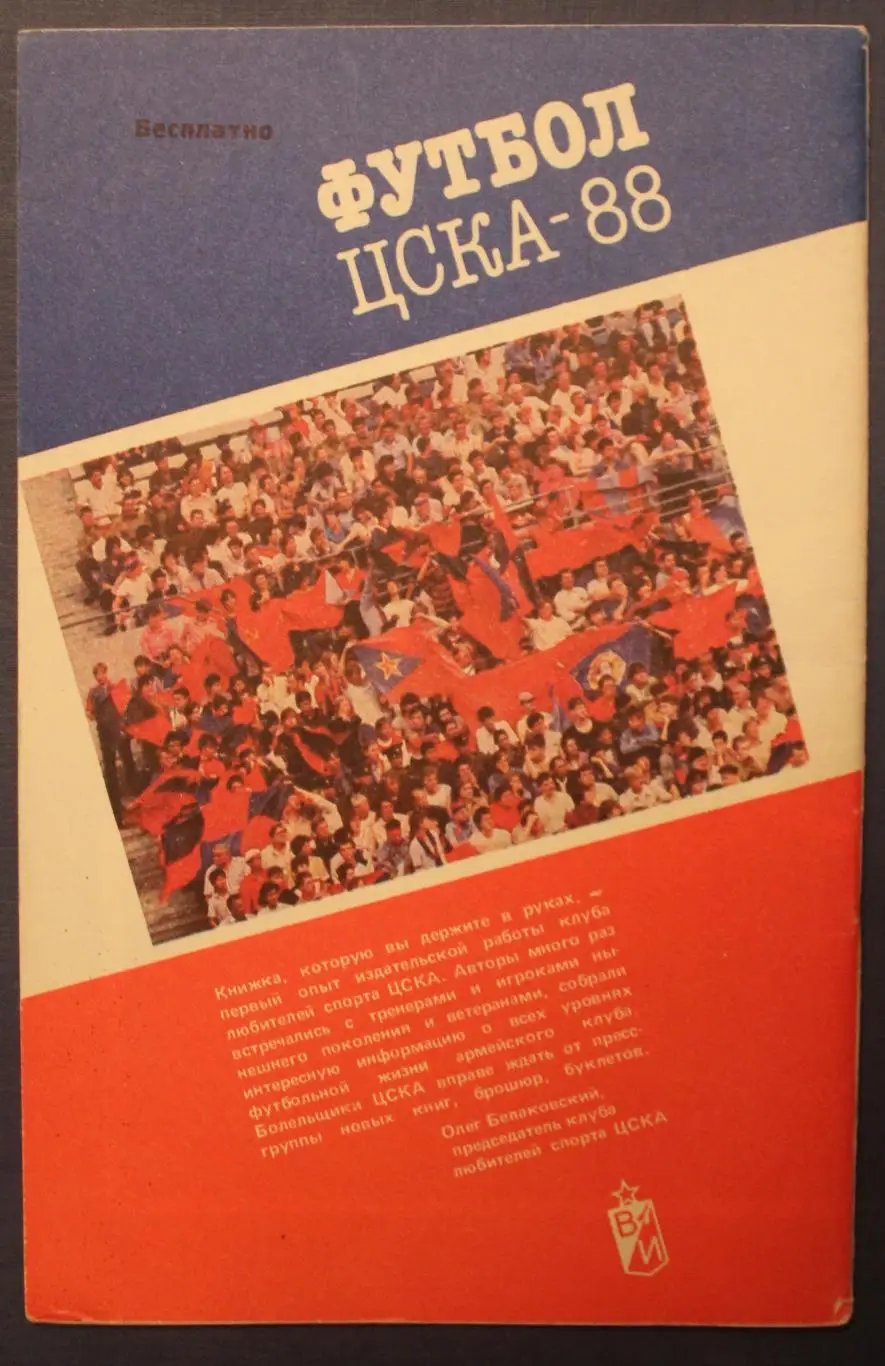 Бесплатно
ФУТБОЛ
ЦСКА-88
Книжка, которую вы держите в руках, –
первый опыт издательской работы клуба
любителей спорта ЦСКА. Авторы много раз
встречались с тренерами и игроками ны-
нешнего поколения и ветеранами, собрали
интересную информацию о всех уровнях
футбольной жизни армейского клуба.
Болельщики ЦСКА вправе ждать от пресс-
группы новых книг, брошюр, буклетов.
Олег Белаковский,
председатель клуба
любителей спорта ЦСКА
ВИ